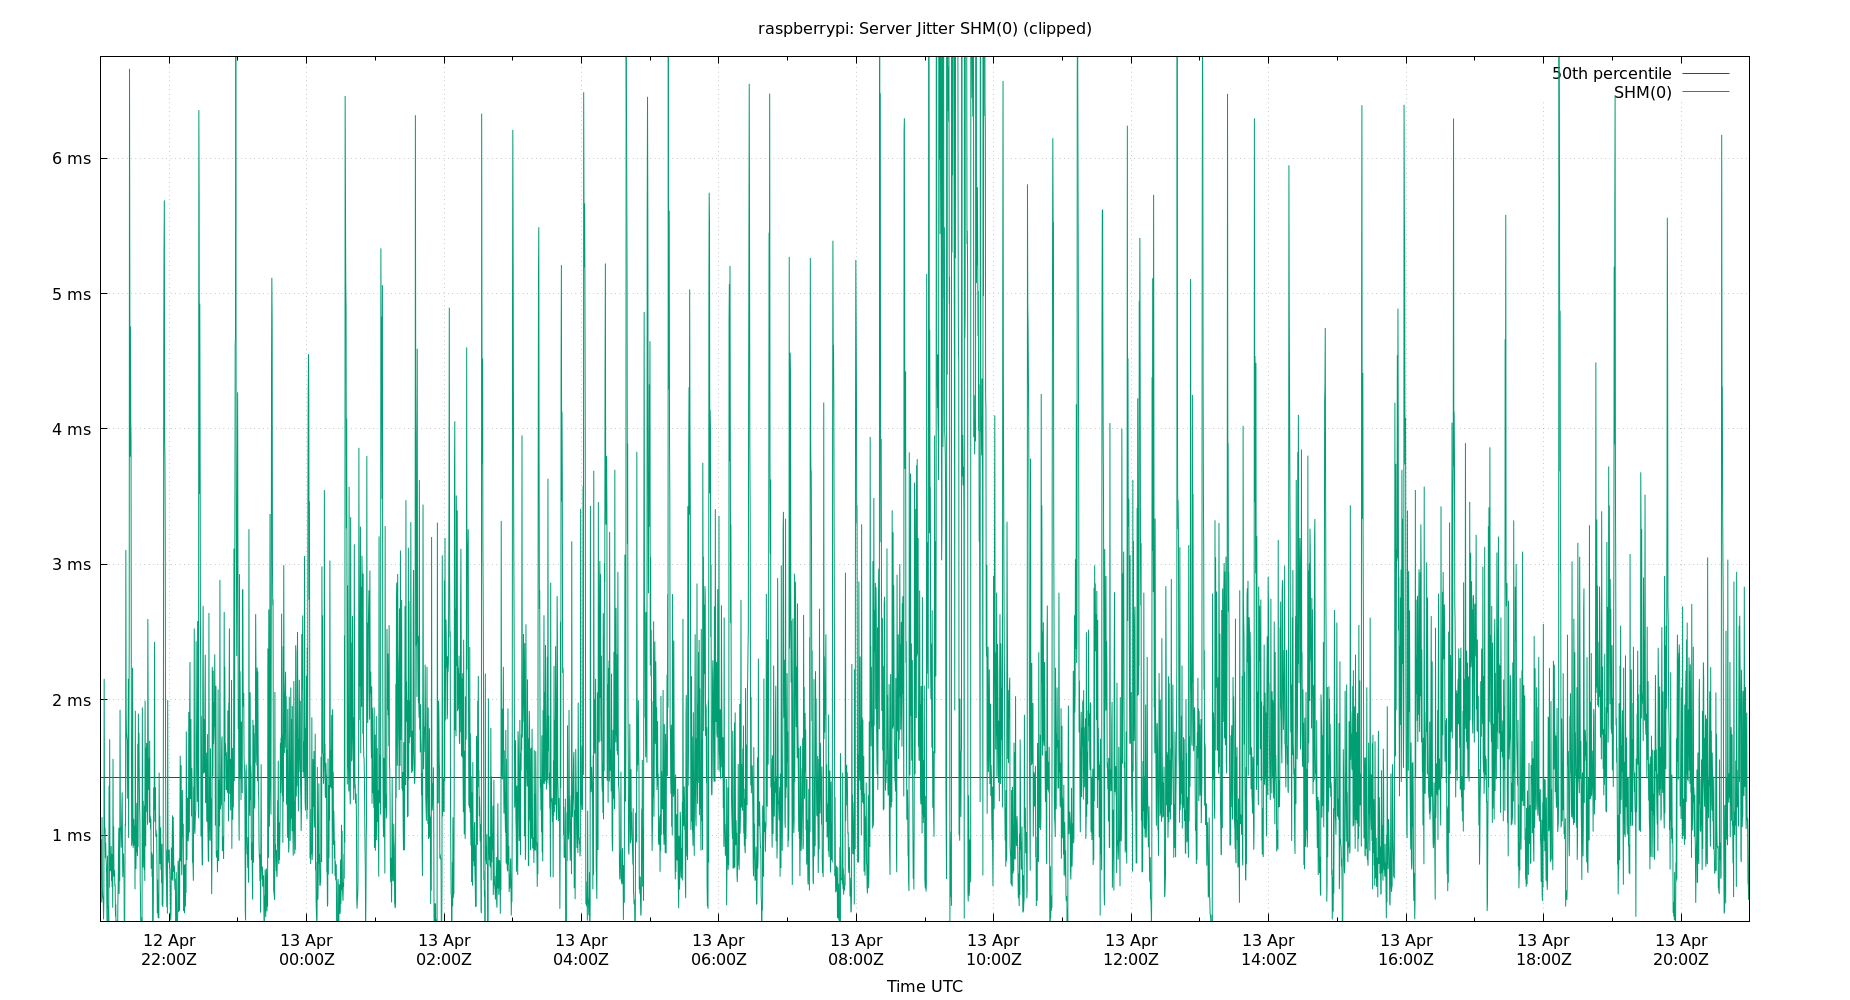 raspberrypi: Server Jitter SHM(0) (clipped)
50th percentile
SHM(0)
6 ms
5 ms
4 ms
3 ms
2 ms
1 ms
12 Apr 13 Apr 13 Apr 13 Apr 13 Apr 13 Apr 13 Apr 13 Apr 13 Apr 13 Apr 13 Apr 13 Apr
22:00Z 00:00Z 02:00Z 04:00Z 06:00Z 08:00Z 10:00Z 12:00Z 14:00Z 16:00Z 18:00Z 20:00Z
Time UTC